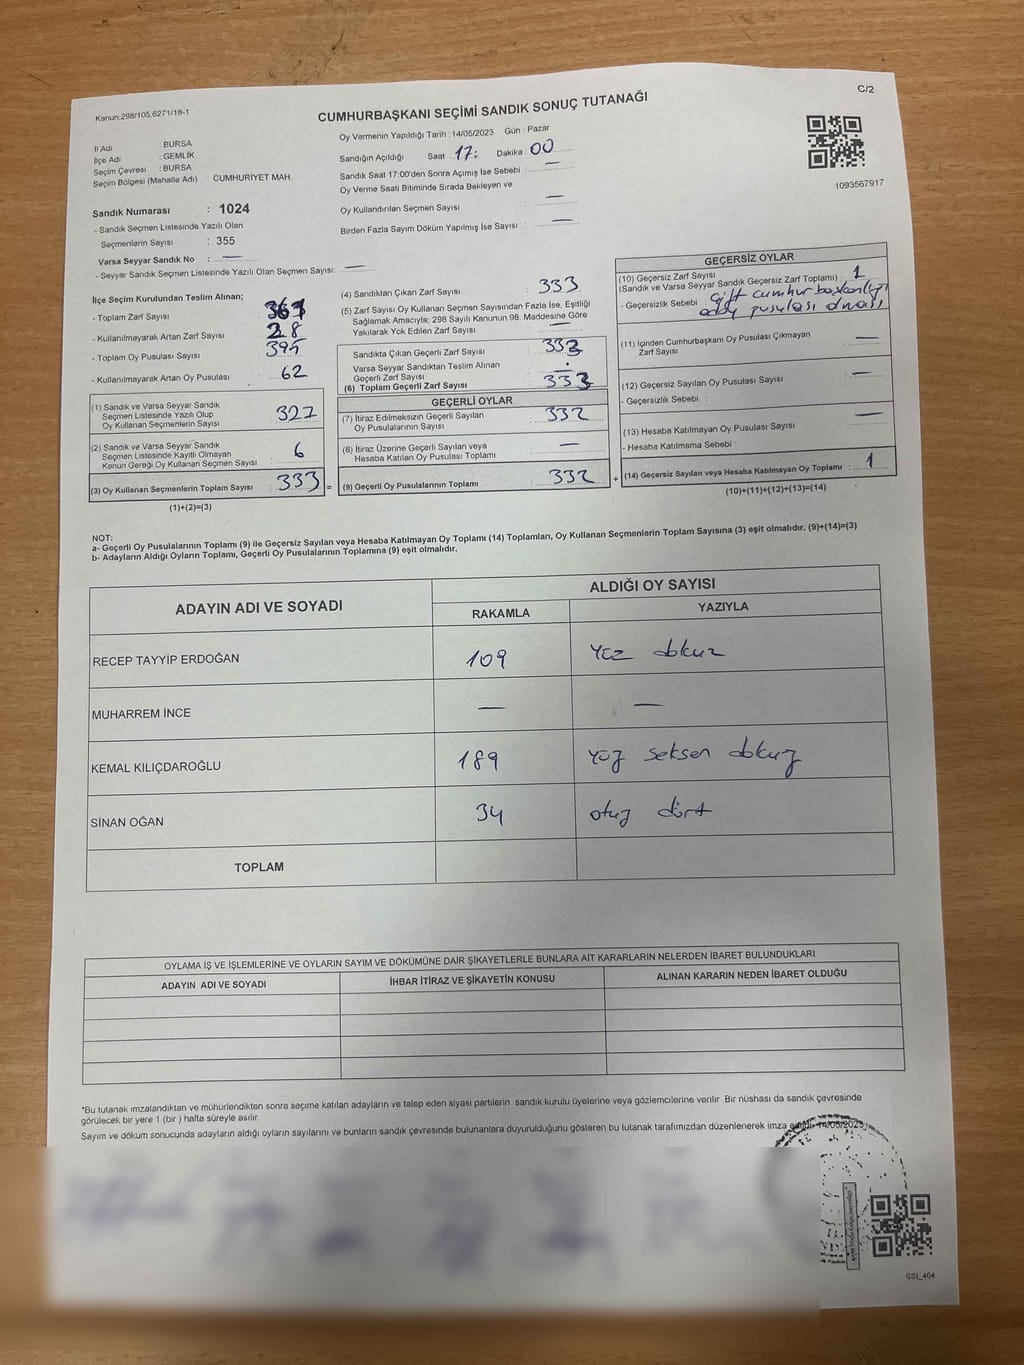 Kanun:298/105,6271/18-1
CUMHURBAŞKANI SEÇİMİ SANDIK SONUÇ TUTANAĞI
C/2
İl Adı : BURSA
İlçe Adı : GEMLİK
Seçim Çevresi : BURSA
Seçim Bölgesi (Mahalle Adı) : CUMHURİYET MAH.
Oy Vermenin Yapıldığı Tarih : 14/05/2023 Gün : Pazar
Sandığın Açıldığı Saat 17: Dakika : 00
Sandık Saat 17:00'den Sonra Açımış İse Sebebi : —
Oy Verme Saati Bitiminde Sırada Bekleyen ve
Oy Kullandırılan Seçmen Sayısı : —
Birden Fazla Sayım Döküm Yapılmış İse Sayısı : —
1093567917
Sandık Numarası : 1024
- Sandık Seçmen Listesinde Yazılı Olan
Seçmenlerin Sayısı : 355
Varsa Seyyar Sandık No : —
- Seyyar Sandık Seçmen Listesinde Yazılı Olan Seçmen Sayısı: —
İlçe Seçim Kurulundan Teslim Alınan;
- Toplam Zarf Sayısı : 361
- Kullanılmayarak Artan Zarf Sayısı : 28
- Toplam Oy Pusulası Sayısı : 395
- Kullanılmayarak Artan Oy Pusulası : 62
(1) Sandık ve Varsa Seyyar Sandık
Seçmen Listesinde Yazılı Olup
Oy Kullanan Seçmenlerin Sayısı : 327
(2) Sandık ve Varsa Seyyar Sandık
Seçmen Listesinde Kayıtlı Olmayan
Kanun Gereği Oy Kullanan Seçmen Sayısı : 6
(3) Oy Kullanan Seçmenlerin Toplam Sayısı : 333 =
(1)+(2)=(3)
(4) Sandıktan Çıkan Zarf Sayısı : 333
(5) Zarf Sayısı Oy Kullanan Seçmen Sayısından Fazla İse, Eşitliği
Sağlamak Amacıyla; 298 Sayılı Kanunun 98. Maddesine Göre
Yakılarak Yok Edilen Zarf Sayısı : —
Sandıkta Çıkan Geçerli Zarf Sayısı : 332
Varsa Seyyar Sandıktan Teslim Alınan
Geçerli Zarf Sayısı :
(6) Toplam Geçerli Zarf Sayısı : 332
GEÇERLİ OYLAR
(7) İtiraz Edilmeksizin Geçerli Sayılan
Oy Pusulalarının Sayısı : 332
(8) İtiraz Üzerine Geçerli Sayılan veya
Hesaba Katılan Oy Pusulası Toplamı : —
(9) Geçerli Oy Pusulalarının Toplamı : 332 +
GEÇERSİZ OYLAR
(10) Geçersiz Zarf Sayısı
(Sandık ve Varsa Seyyar Sandık Geçersiz Zarf Toplamı) : 1
- Geçersizlik Sebebi : çift cumhurbaşkanlığı
pusulası olması
(11) İçinden Cumhurbaşkanı Oy Pusulası Çıkmayan
Zarf Sayısı : —
(12) Geçersiz Sayılan Oy Pusulası Sayısı : —
- Geçersizlik Sebebi :
(13) Hesaba Katılmayan Oy Pusulası Sayısı : —
- Hesaba Katılmama Sebebi :
(14) Geçersiz Sayılan veya Hesaba Katılmayan Oy Toplamı : 1
(10)+(11)+(12)+(13)=(14)
NOT:
a- Geçerli Oy Pusulalarının Toplamı (9) ile Geçersiz Sayılan veya Hesaba Katılmayan Oy Toplamı (14) Toplamları, Oy Kullanan Seçmenlerin Toplam Sayısına (3) eşit olmalıdır. (9)+(14)=(3)
b- Adayların Aldığı Oyların Toplamı, Geçerli Oy Pusulalarının Toplamına (9) eşit olmalıdır.
ADAYIN ADI VE SOYADI
ALDIĞI OY SAYISI
RAKAMLA YAZIYLA
RECEP TAYYİP ERDOĞAN 109 yüz dokuz
MUHARREM İNCE — —
KEMAL KILIÇDAROĞLU 189 yüz seksen dokuz
SİNAN OĞAN 34 otuz dört
TOPLAM
OYLAMA İŞ VE İŞLEMLERİNE VE OYLARIN SAYIM VE DÖKÜMÜNE DAİR ŞİKAYETLERLE BUNLARA AİT KARARLARIN NELERDEN İBARET BULUNDUKLARI
ADAYIN ADI VE SOYADI İHBAR İTİRAZ VE ŞİKAYETİN KONUSU ALINAN KARARIN NEDEN İBARET OLDUĞU
*Bu tutanak imzalandıktan ve mühürlendikten sonra seçime katılan adayların ve talep eden siyasi partilerin sandık kurulu üyelerine veya gözlemcilerine verilir. Bir nüshası da sandık çevresinde
görülecek bir yere 1 (bir ) hafta süreyle asılır.
Sayım ve döküm sonucunda adayların aldığı oyların sayılarını ve bunların sandık çevresinde bulunanlara duyurulduğunu gösteren bu tutanak tarafımızdan düzenlenerek imza edildi. 14/05/2023
SSI_404